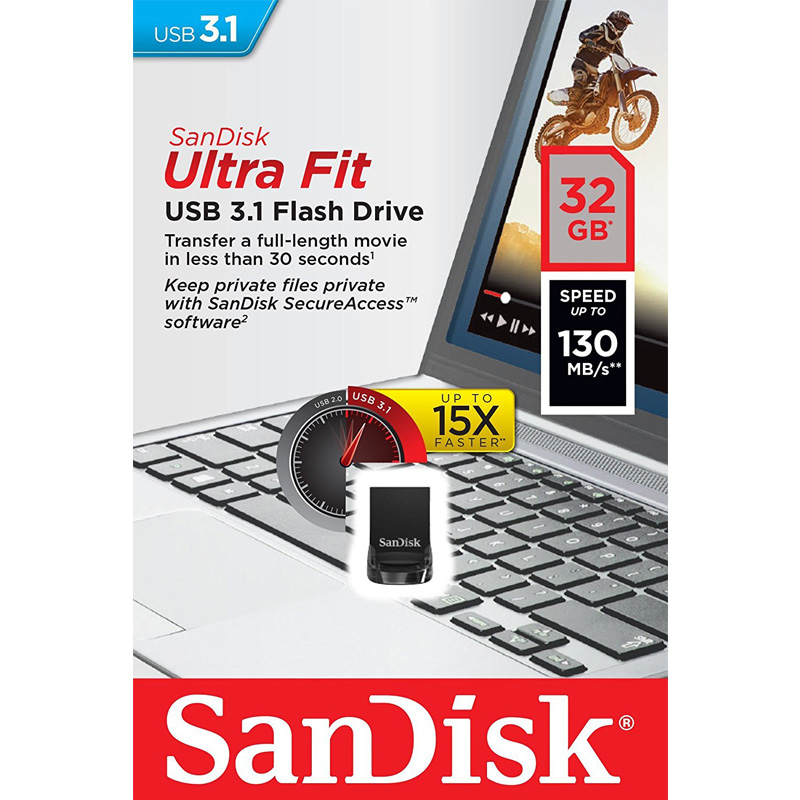 USB 3.1
SanDisk
Ultra Fit
USB 3.1 Flash Drive
Transfer a full-length movie
in less than 30 seconds¹
Keep private files private
with SanDisk SecureAccess™
software²
32
GB*
SPEED
UP TO
130
MB/s**
USB 2.0
USB 3.1
UP TO
15X
FASTER**
SanDisk
SanDisk®